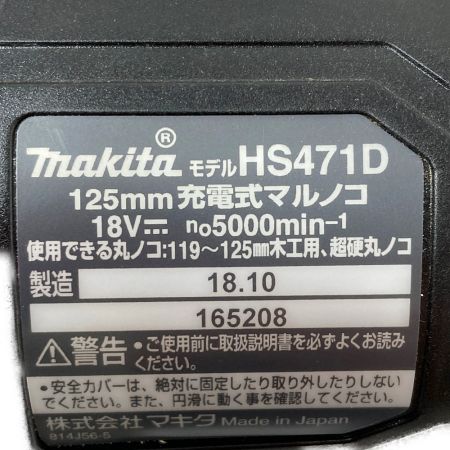 makita® モデルHS471D
125mm 充電式マルノコ
18V⎓ n₀5000min⁻¹
使用できる丸ノコ:119～125㎜木工用、超硬丸ノコ
製造 18.10
165208
⚠警告 •ご使用前に取扱説明書を必ずよくお読み
ください。
•安全カバーは、絶対に固定したり取り外したりしない
でください。また、円滑に動く事を確認ください。
株式会社 マキタ Made in Japan
814J56-5